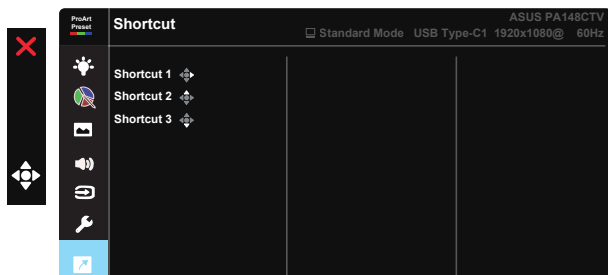 ProArt
Preset
Shortcut
ASUS PA148CTV
Standard Mode USB Type-C1 1920x1080@ 60Hz
Shortcut 1
Shortcut 2
Shortcut 3